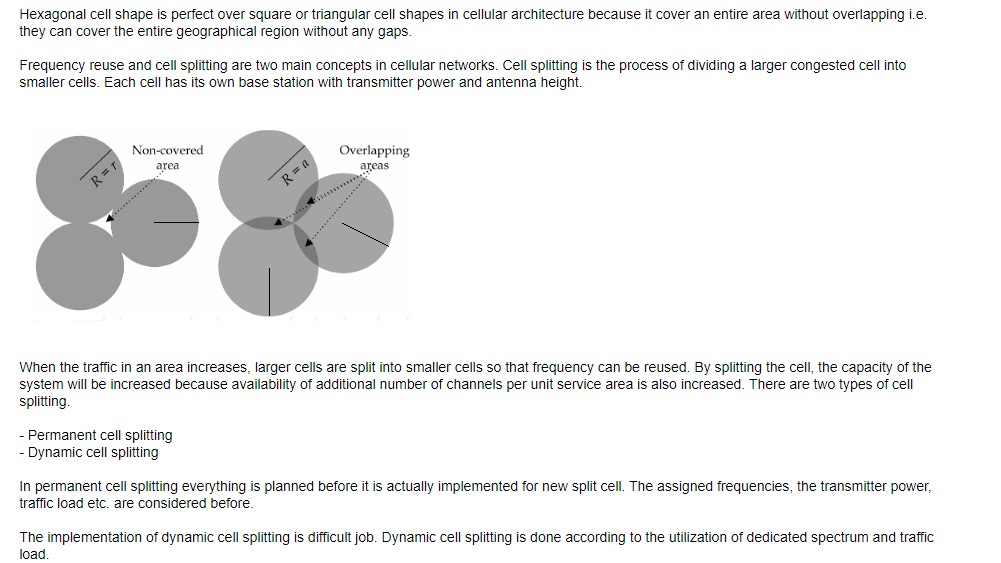 Hexagonal cell shape is perfect over square or triangular cell shapes in cellular architecture because it cover an entire area without overlapping i.e.
they can cover the entire geographical region without any gaps.
Frequency reuse and cell splitting are two main concepts in cellular networks. Cell splitting is the process of dividing a larger congested cell into
smaller cells. Each cell has its own base station with transmitter power and antenna height.
Non-covered
area
R = r
Overlapping
areas
R = a
When the traffic in an area increases, larger cells are split into smaller cells so that frequency can be reused. By splitting the cell, the capacity of the
system will be increased because availability of additional number of channels per unit service area is also increased. There are two types of cell
splitting.
- Permanent cell splitting
- Dynamic cell splitting
In permanent cell splitting everything is planned before it is actually implemented for new split cell. The assigned frequencies, the transmitter power,
traffic load etc. are considered before.
The implementation of dynamic cell splitting is difficult job. Dynamic cell splitting is done according to the utilization of dedicated spectrum and traffic
load.